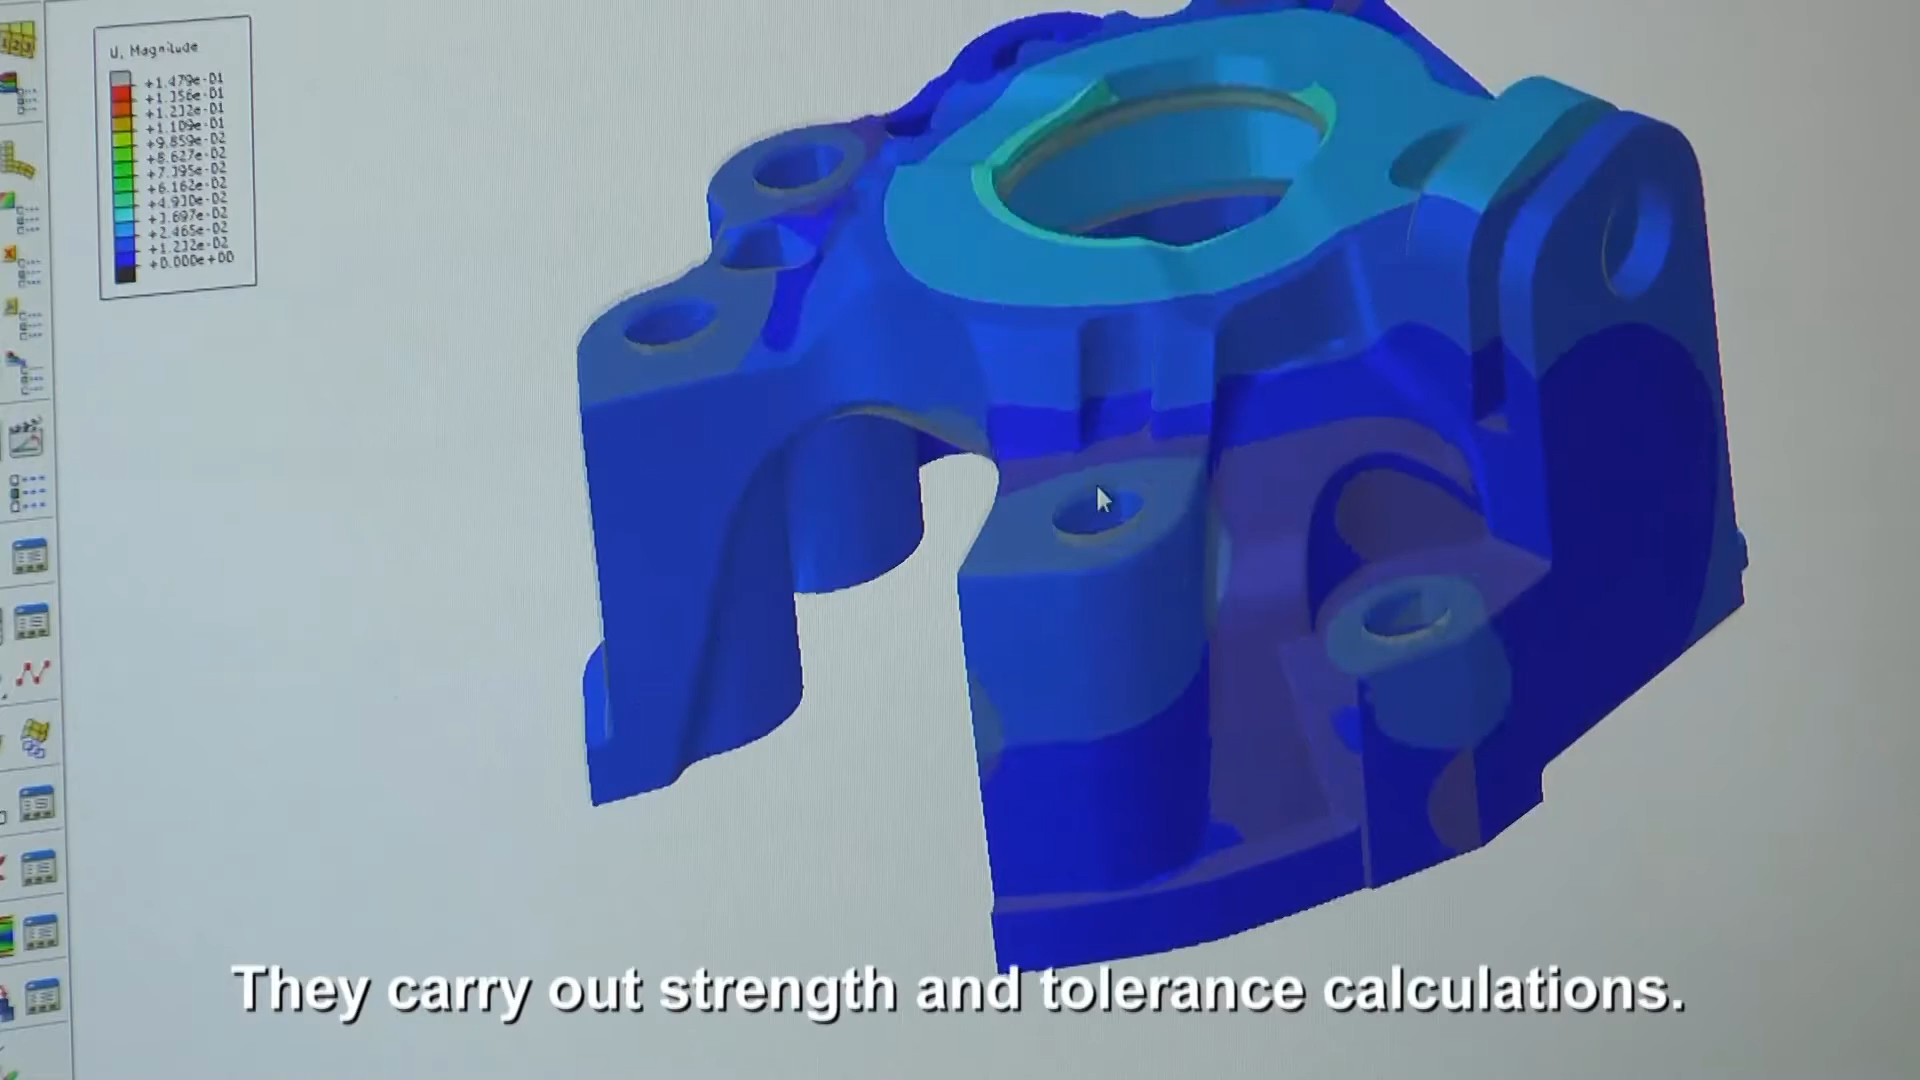 U, Magnitude
+1.479e-01
+1.356e-01
+1.232e-01
+1.109e-01
+9.859e-02
+8.627e-02
+7.395e-02
+6.162e-02
+4.930e-02
+3.697e-02
+2.465e-02
+1.232e-02
+0.000e+00
They carry out strength and tolerance calculations.